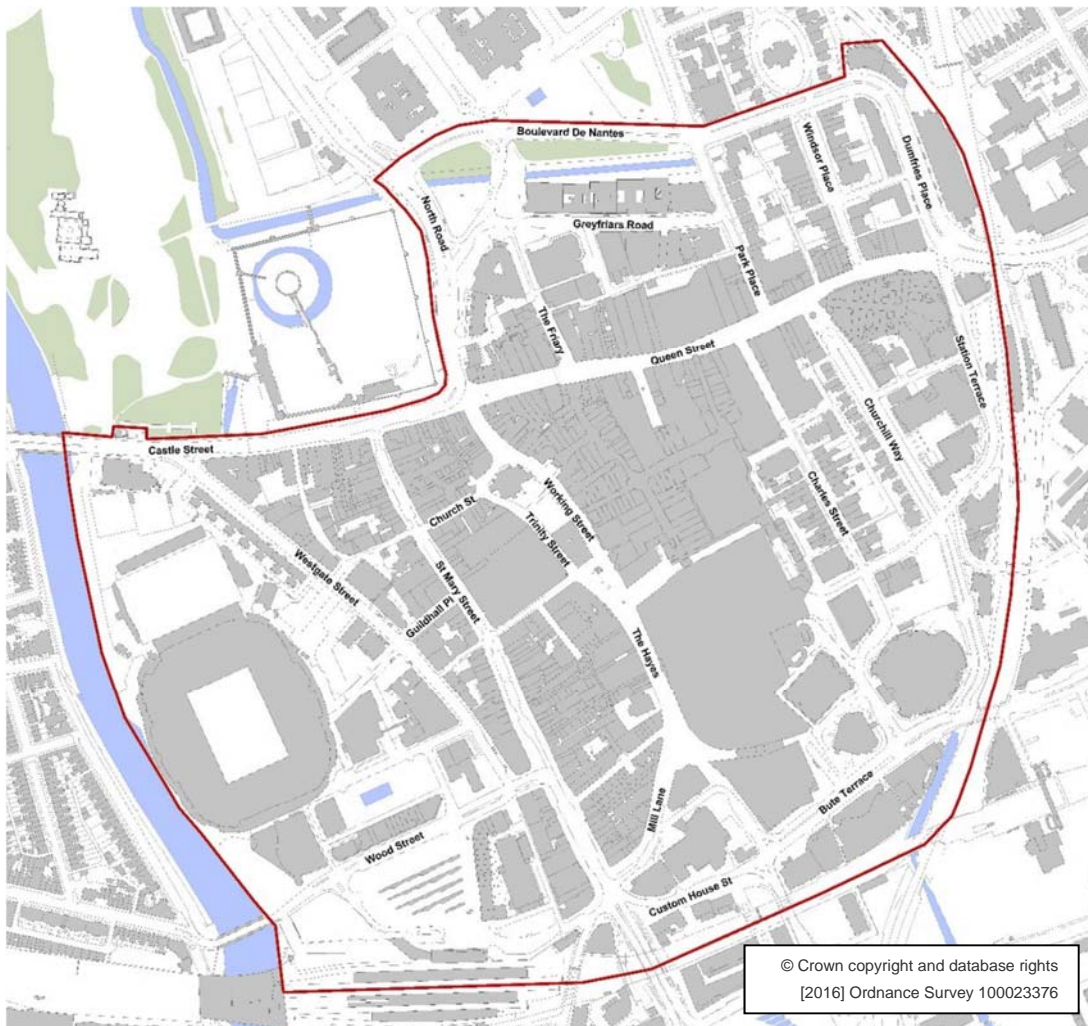 Boulevard De Nantes
Windsor Place
Dumfries Place
North Road
Greyfriars Road
Park Place
The Friary
Queen Street
Station Terrace
Castle Street
Churchill Way
Charles Street
Church St
Working Street
Trinity Street
Westgate Street
St Mary Street
Guildhall Pl
The Hayes
Bute Terrace
Mill Lane
Wood Street
Custom House St
© Crown copyright and database rights
[2016] Ordnance Survey 100023376